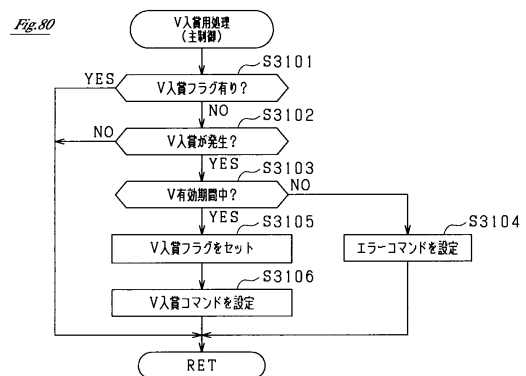 Fig.80
V入賞用処理
(主制御)
S3101
YES
V入賞フラグ有り?
NO
S3102
NO
V入賞が発生?
YES
S3103
V有効期間中?
NO
YES
S3105
S3104
V入賞フラグをセット
エラーコマンドを設定
S3106
V入賞コマンドを設定
RET